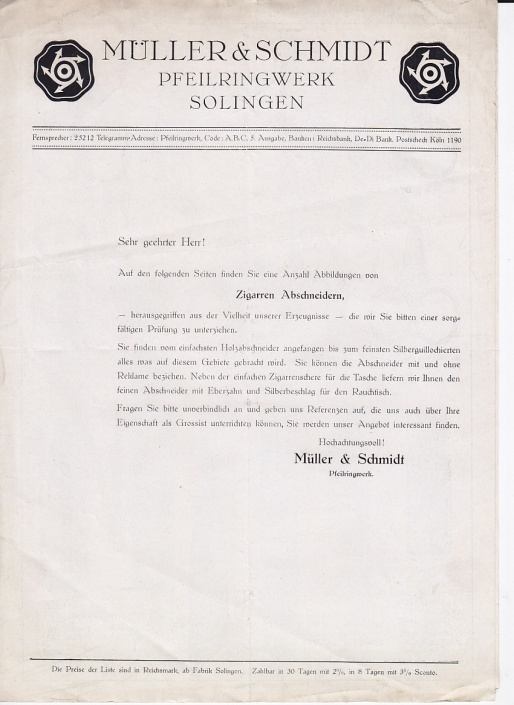 MÜLLER & SCHMIDT
PFEILRINGWERK
SOLINGEN
Fernsprecher: 25212 Telegramm-Adresse: Pfeilringwerk, Code: A.B.C. 5. Ausgabe, Banken: Reichsbank, De-Di Bank, Postscheck Köln 1190
Sehr geehrter Herr!
Auf den folgenden Seiten finden Sie eine Anzahl Abbildungen von
Zigarren Abschneidern,
— herausgegriffen aus der Vielheit unserer Erzeugnisse — die wir Sie bitten einer sorg-
fältigen Prüfung zu unterziehen.
Sie finden vom einfachsten Holzabschneider angefangen bis zum feinsten Silberguillochierten
alles was auf diesem Gebiete gebracht wird. Sie können die Abschneider mit und ohne
Reklame beziehen. Neben der einfachen Zigarrenschere für die Tasche liefern wir Ihnen den
feinen Abschneider mit Eberzahn und Silberbeschlag für den Rauchtisch.
Fragen Sie bitte unverbindlich an und geben uns Referenzen auf, die uns auch über Ihre
Eigenschaft als Grossist unterrichten können, Sie werden unser Angebot interessant finden.
Hochachtungsvoll!
Müller & Schmidt
Pfeilringwerk.
Die Preise der Liste sind in Reichsmark, ab Fabrik Solingen. Zahlbar in 30 Tagen mit 2%, in 8 Tagen mit 3% Sconto.